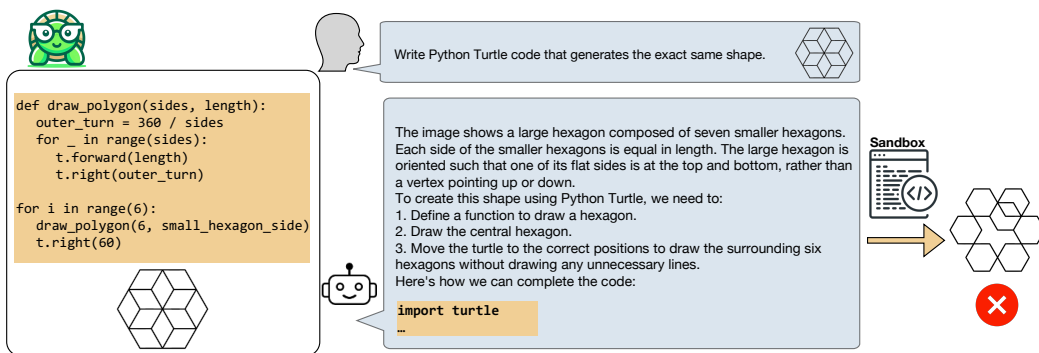 Write Python Turtle code that generates the exact same shape.
def draw_polygon(sides, length):
outer_turn = 360 / sides
for _ in range(sides):
t.forward(length)
t.right(outer_turn)
for i in range(6):
draw_polygon(6, small_hexagon_side)
t.right(60)
The image shows a large hexagon composed of seven smaller hexagons.
Each side of the smaller hexagons is equal in length. The large hexagon is
oriented such that one of its flat sides is at the top and bottom, rather than
a vertex pointing up or down.
To create this shape using Python Turtle, we need to:
1. Define a function to draw a hexagon.
2. Draw the central hexagon.
3. Move the turtle to the correct positions to draw the surrounding six
hexagons without drawing any unnecessary lines.
Here's how we can complete the code:
import turtle
…
Sandbox
</>